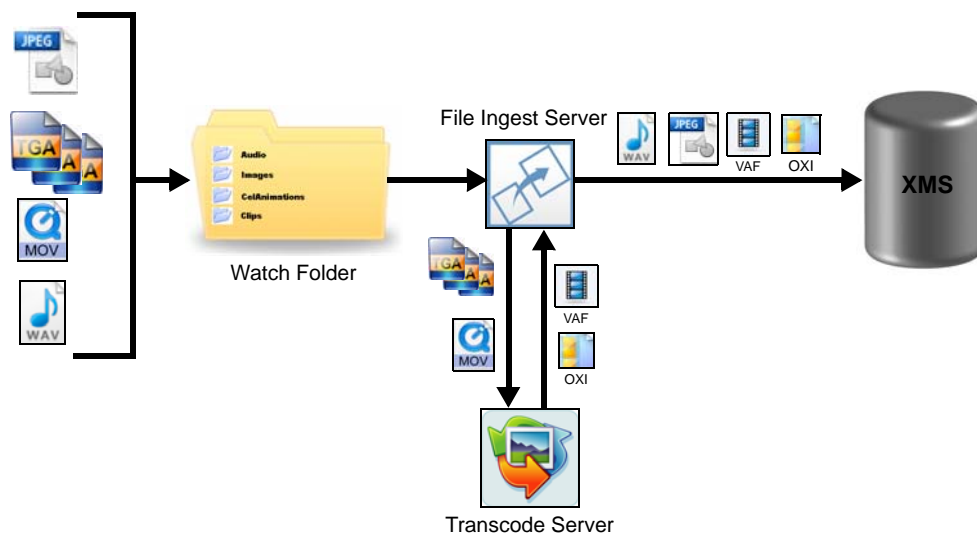 JPEG
TGA
A
A
MOV
WAV
Audio
Images
CelAnimations
Clips
Watch Folder
File Ingest Server
WAV
JPEG
VAF
OXI
XMS
TGA
A
A
MOV
VAF
OXI
Transcode Server